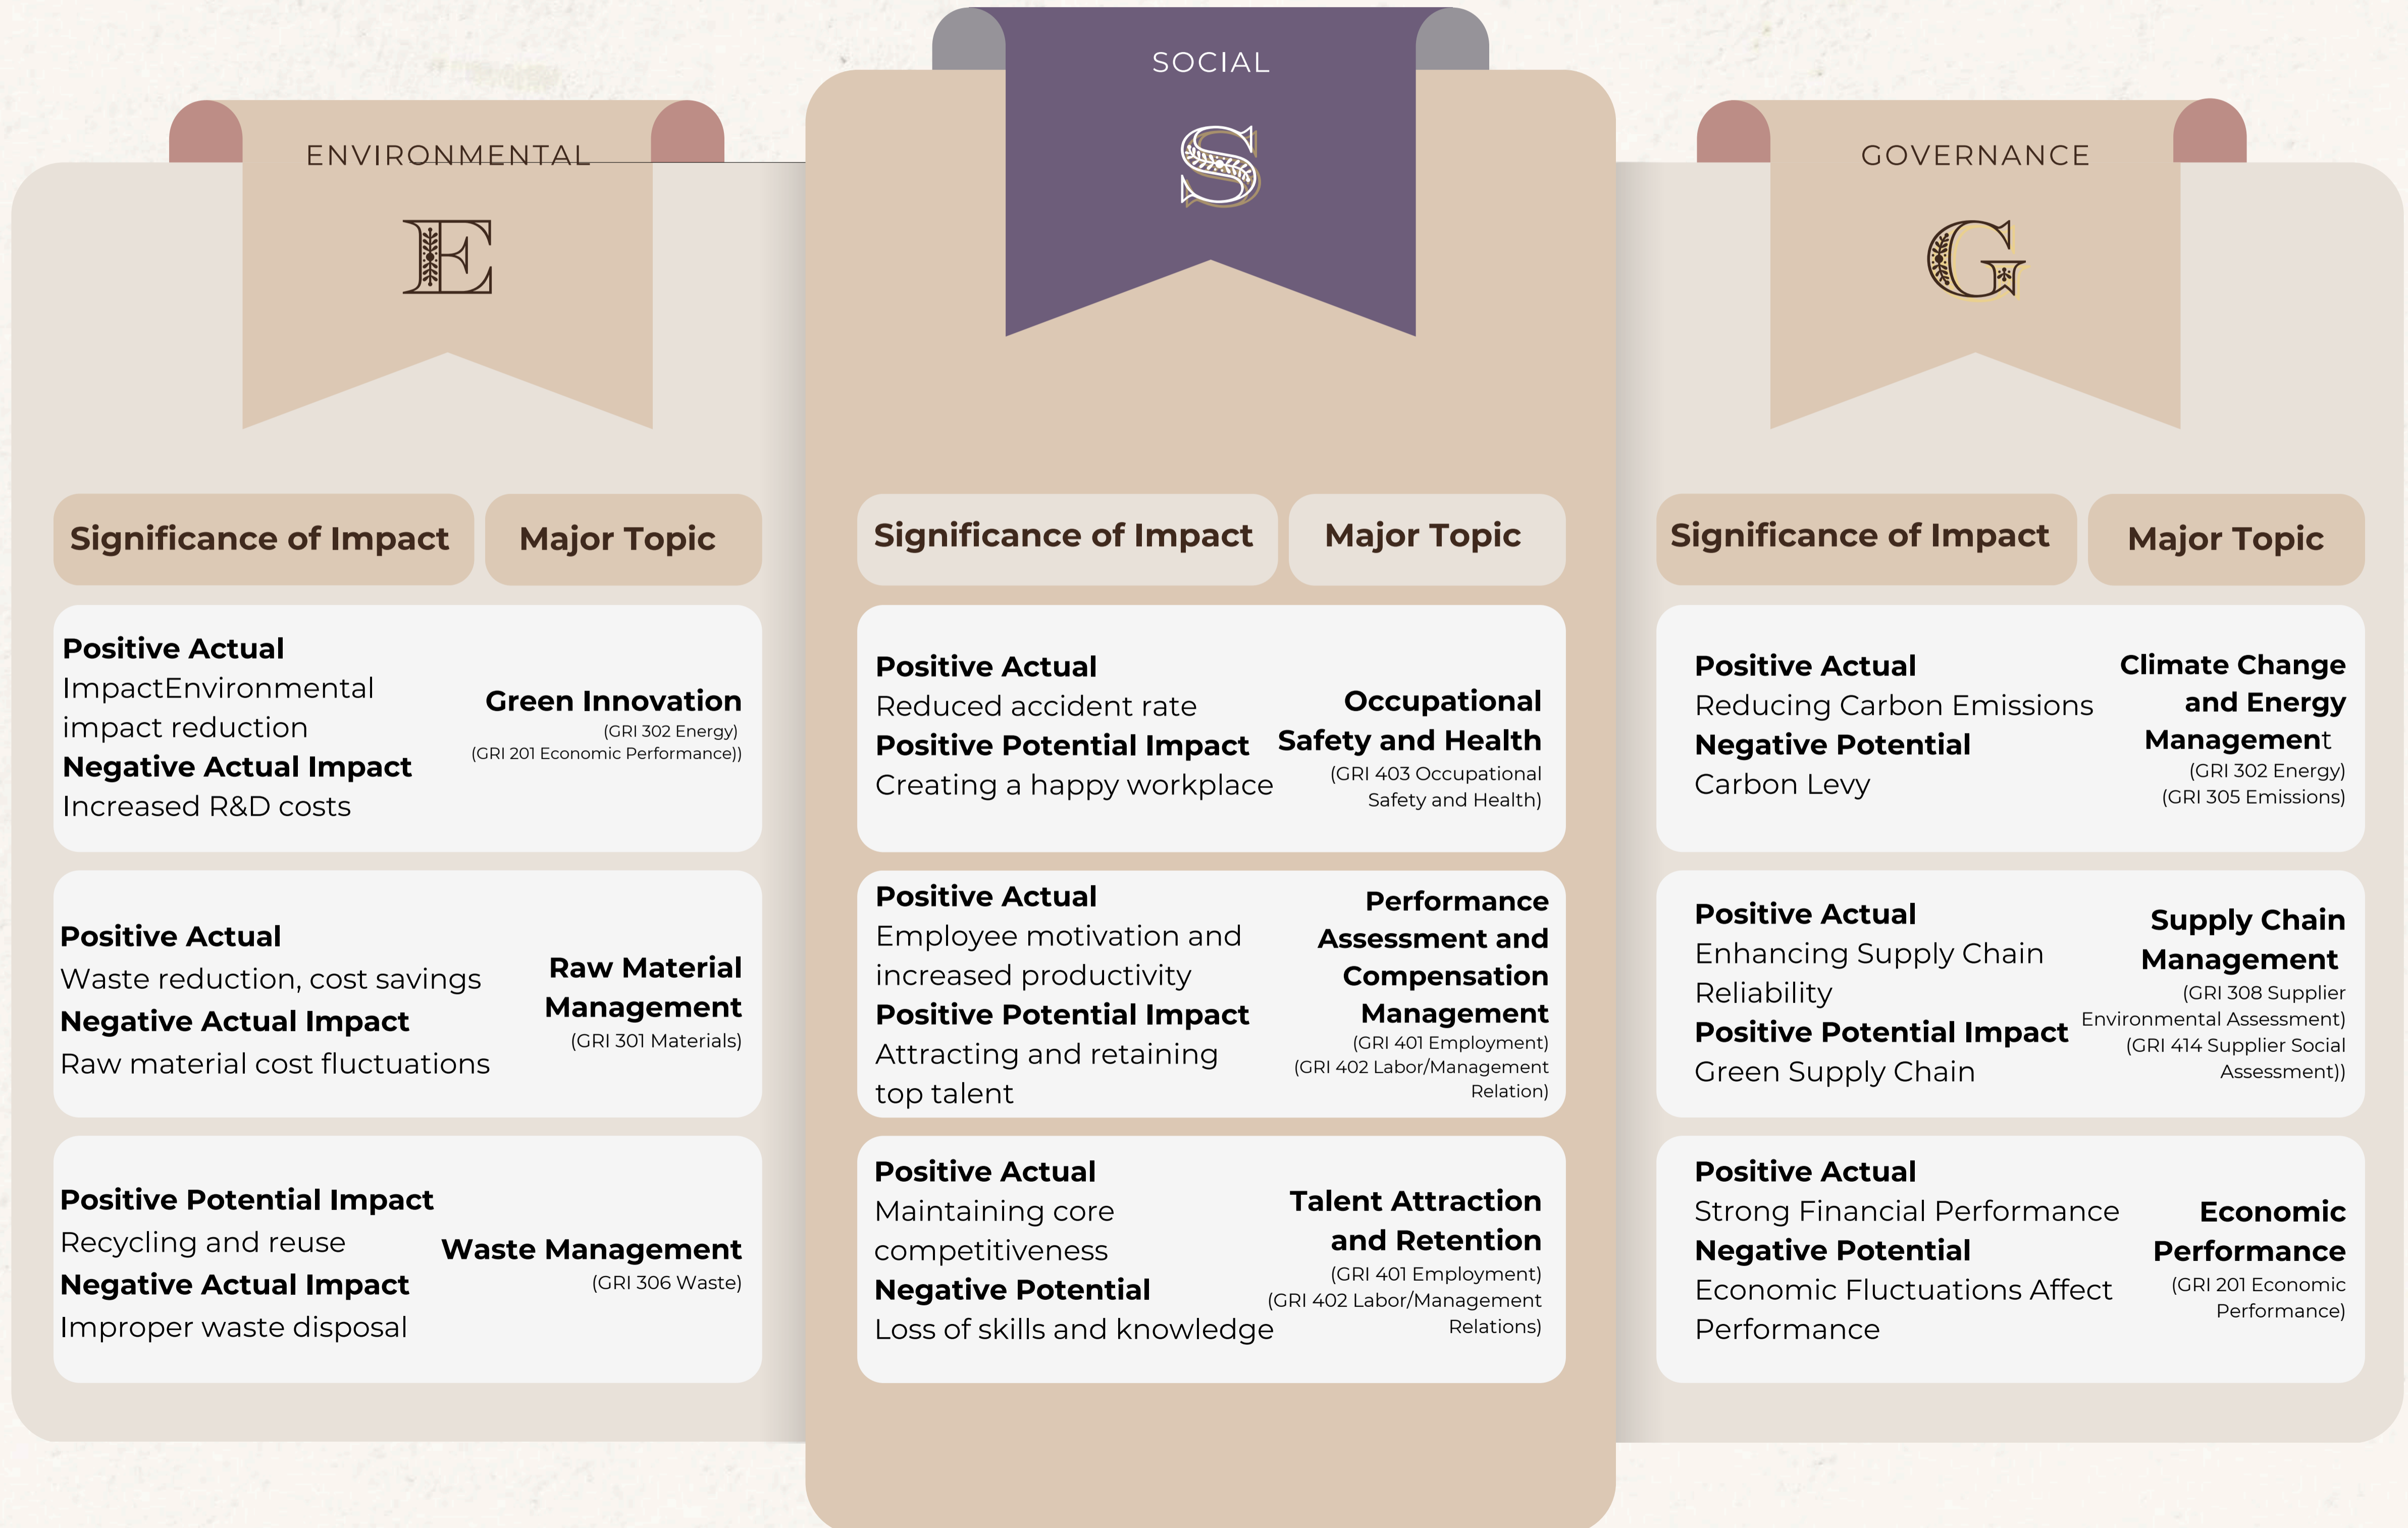 ENVIRONMENTAL
E
Significance of Impact
Major Topic
Positive Actual
ImpactEnvironmental
impact reduction
Negative Actual Impact
Increased R&D costs
Green Innovation
(GRI 302 Energy)
(GRI 201 Economic Performance))
Positive Actual
Waste reduction, cost savings
Negative Actual Impact
Raw material cost fluctuations
Raw Material
Management
(GRI 301 Materials)
Positive Potential Impact
Recycling and reuse
Negative Actual Impact
Improper waste disposal
Waste Management
(GRI 306 Waste)
SOCIAL
S
Significance of Impact
Major Topic
Positive Actual
Reduced accident rate
Positive Potential Impact
Creating a happy workplace
Occupational
Safety and Health
(GRI 403 Occupational
Safety and Health)
Positive Actual
Employee motivation and
increased productivity
Positive Potential Impact
Attracting and retaining
top talent
Performance
Assessment and
Compensation
Management
(GRI 401 Employment)
(GRI 402 Labor/Management
Relation)
Positive Actual
Maintaining core
competitiveness
Negative Potential
Loss of skills and knowledge
Talent Attraction
and Retention
(GRI 401 Employment)
(GRI 402 Labor/Management
Relations)
GOVERNANCE
G
Significance of Impact
Major Topic
Positive Actual
Reducing Carbon Emissions
Negative Potential
Carbon Levy
Climate Change
and Energy
Management
(GRI 302 Energy)
(GRI 305 Emissions)
Positive Actual
Enhancing Supply Chain
Reliability
Positive Potential Impact
Green Supply Chain
Supply Chain
Management
(GRI 308 Supplier
Environmental Assessment)
(GRI 414 Supplier Social
Assessment))
Positive Actual
Strong Financial Performance
Negative Potential
Economic Fluctuations Affect
Performance
Economic
Performance
(GRI 201 Economic
Performance)